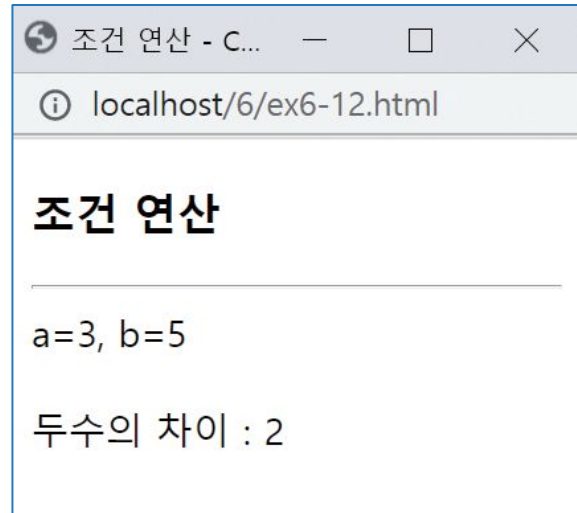 조건 연산 - C...
localhost/6/ex6-12.html
조건 연산
a=3, b=5
두수의 차이 : 2